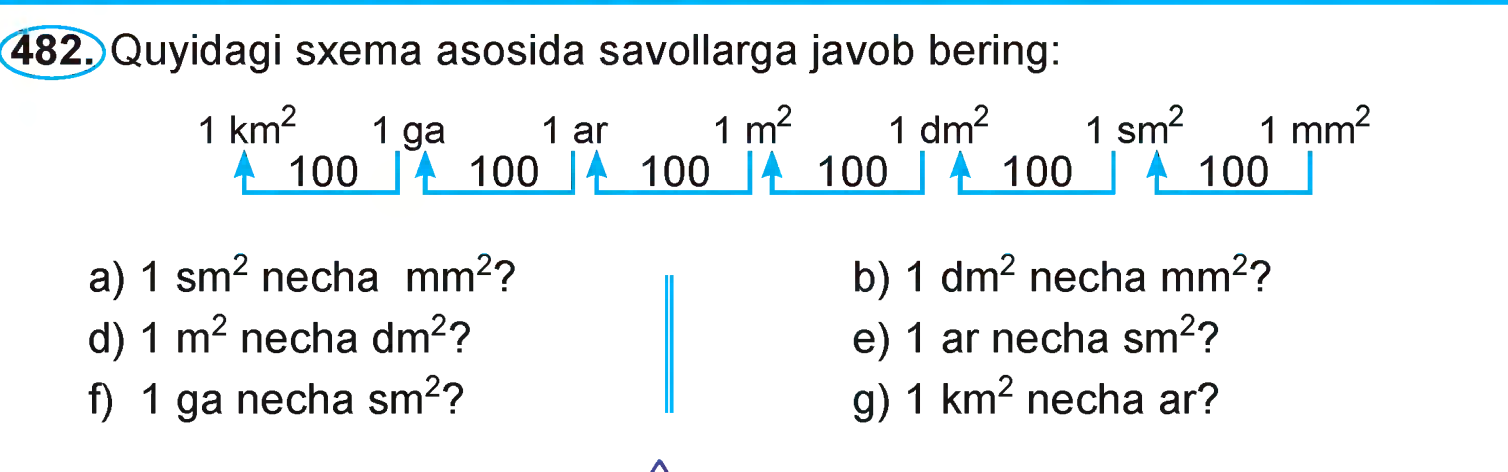 482. Quyidagi sxema asosida savollarga javob bering:
1 km² 1 ga 1 ar 1 m² 1 dm² 1 sm² 1 mm²
100 100 100 100 100 100
a) 1 sm² necha mm²? b) 1 dm² necha mm²?
d) 1 m² necha dm²? e) 1 ar necha sm²?
f) 1 ga necha sm²? g) 1 km² necha ar?